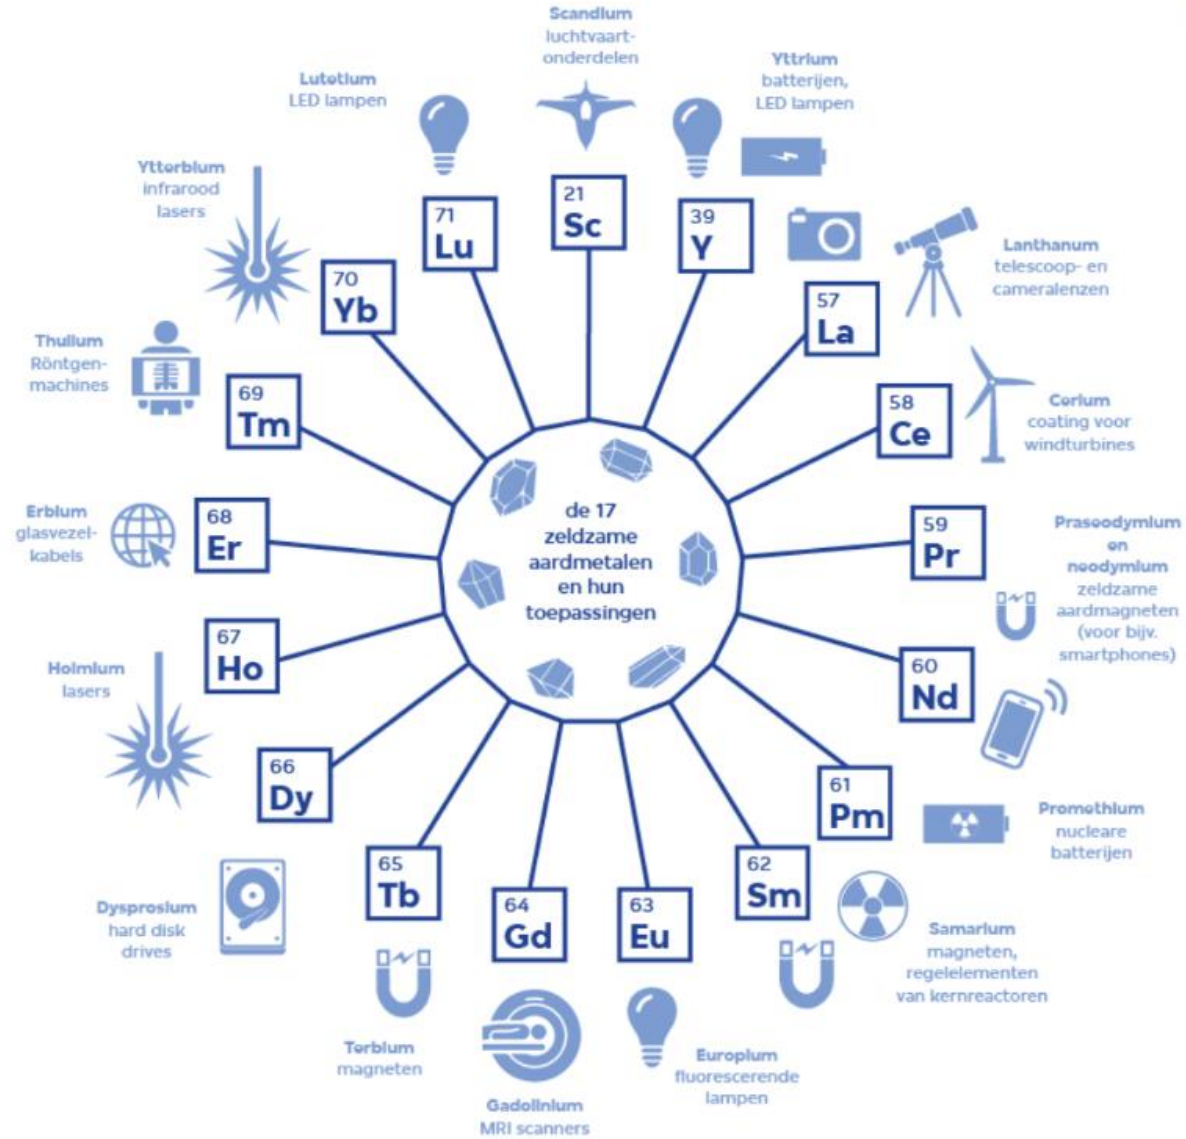 de 17
zeldzame
aardmetalen
en hun
toepassingen
Scandium
luchtvaart-
onderdelen
21
Sc
Yttrium
batterijen,
LED lampen
39
Y
Lanthanum
telescoop- en
cameralenzen
57
La
Cerium
coating voor
windturbines
58
Ce
Praseodymium
en
neodymium
zeldzame
aardmagneten
(voor bijv.
smartphones)
59
Pr
60
Nd
Promethium
nucleare
batterijen
61
Pm
Samarium
magneten,
regelelementen
van kernreactoren
62
Sm
Europium
fluorescerende
lampen
63
Eu
Gadolinium
MRI scanners
64
Gd
Terbium
magneten
65
Tb
Dysprosium
hard disk
drives
66
Dy
Holmium
lasers
67
Ho
Erbium
glasvezel-
kabels
68
Er
Thulium
Röntgen-
machines
69
Tm
Ytterbium
infrarood
lasers
70
Yb
Lutetium
LED lampen
71
Lu